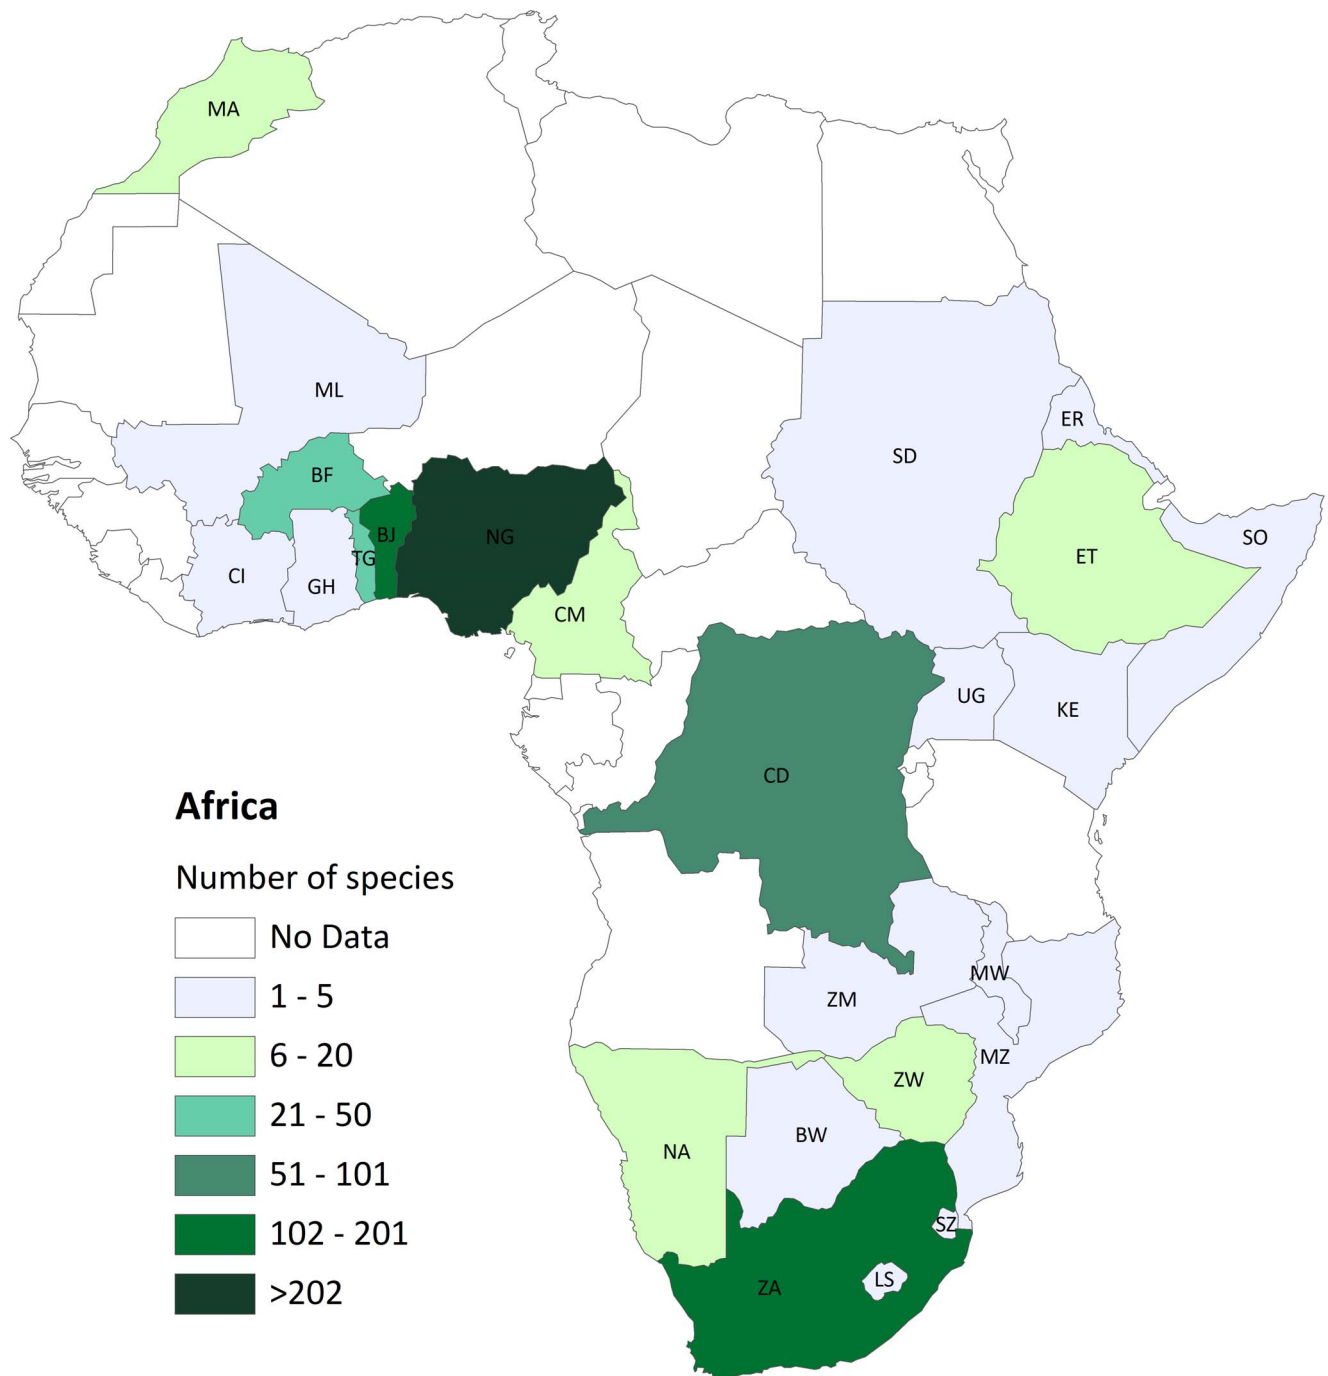 MA
ML
ER
SD
BF
NG
BJ
SO
TG
ET
CI
GH
CM
UG
KE
CD
Africa
Number of species
No Data
1 - 5
6 - 20
21 - 50
51 - 101
102 - 201
>202
MW
ZM
MZ
ZW
BW
NA
SZ
LS
ZA